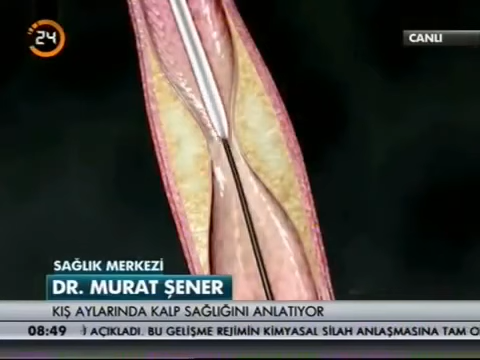 24
CANLI
SAĞLIK MERKEZİ
DR. MURAT ŞENER
KIŞ AYLARINDA KALP SAĞLIĞINI ANLATIYOR
08:49 AÇIKLADI. BU GELİŞME REJİMİN KİMYASAL SİLAH ANLAŞMASINA TAM